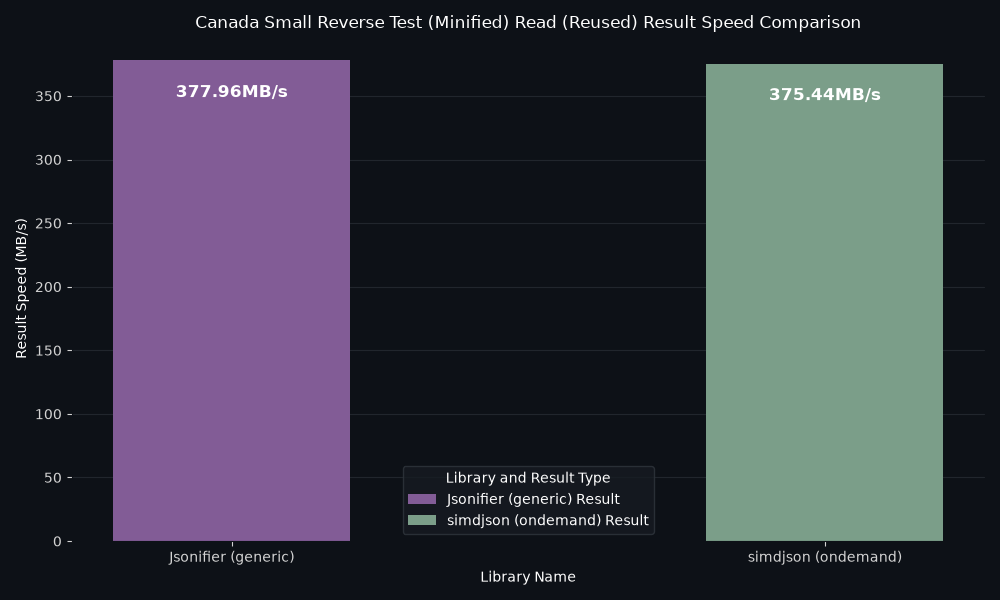 Canada Small Reverse Test (Minified) Read (Reused) Result Speed Comparison
377.96MB/s
375.44MB/s
350
300
250
200
150
100
50
0
Result Speed (MB/s)
Library and Result Type
Jsonifier (generic) Result
simdjson (ondemand) Result
Jsonifier (generic)
simdjson (ondemand)
Library Name